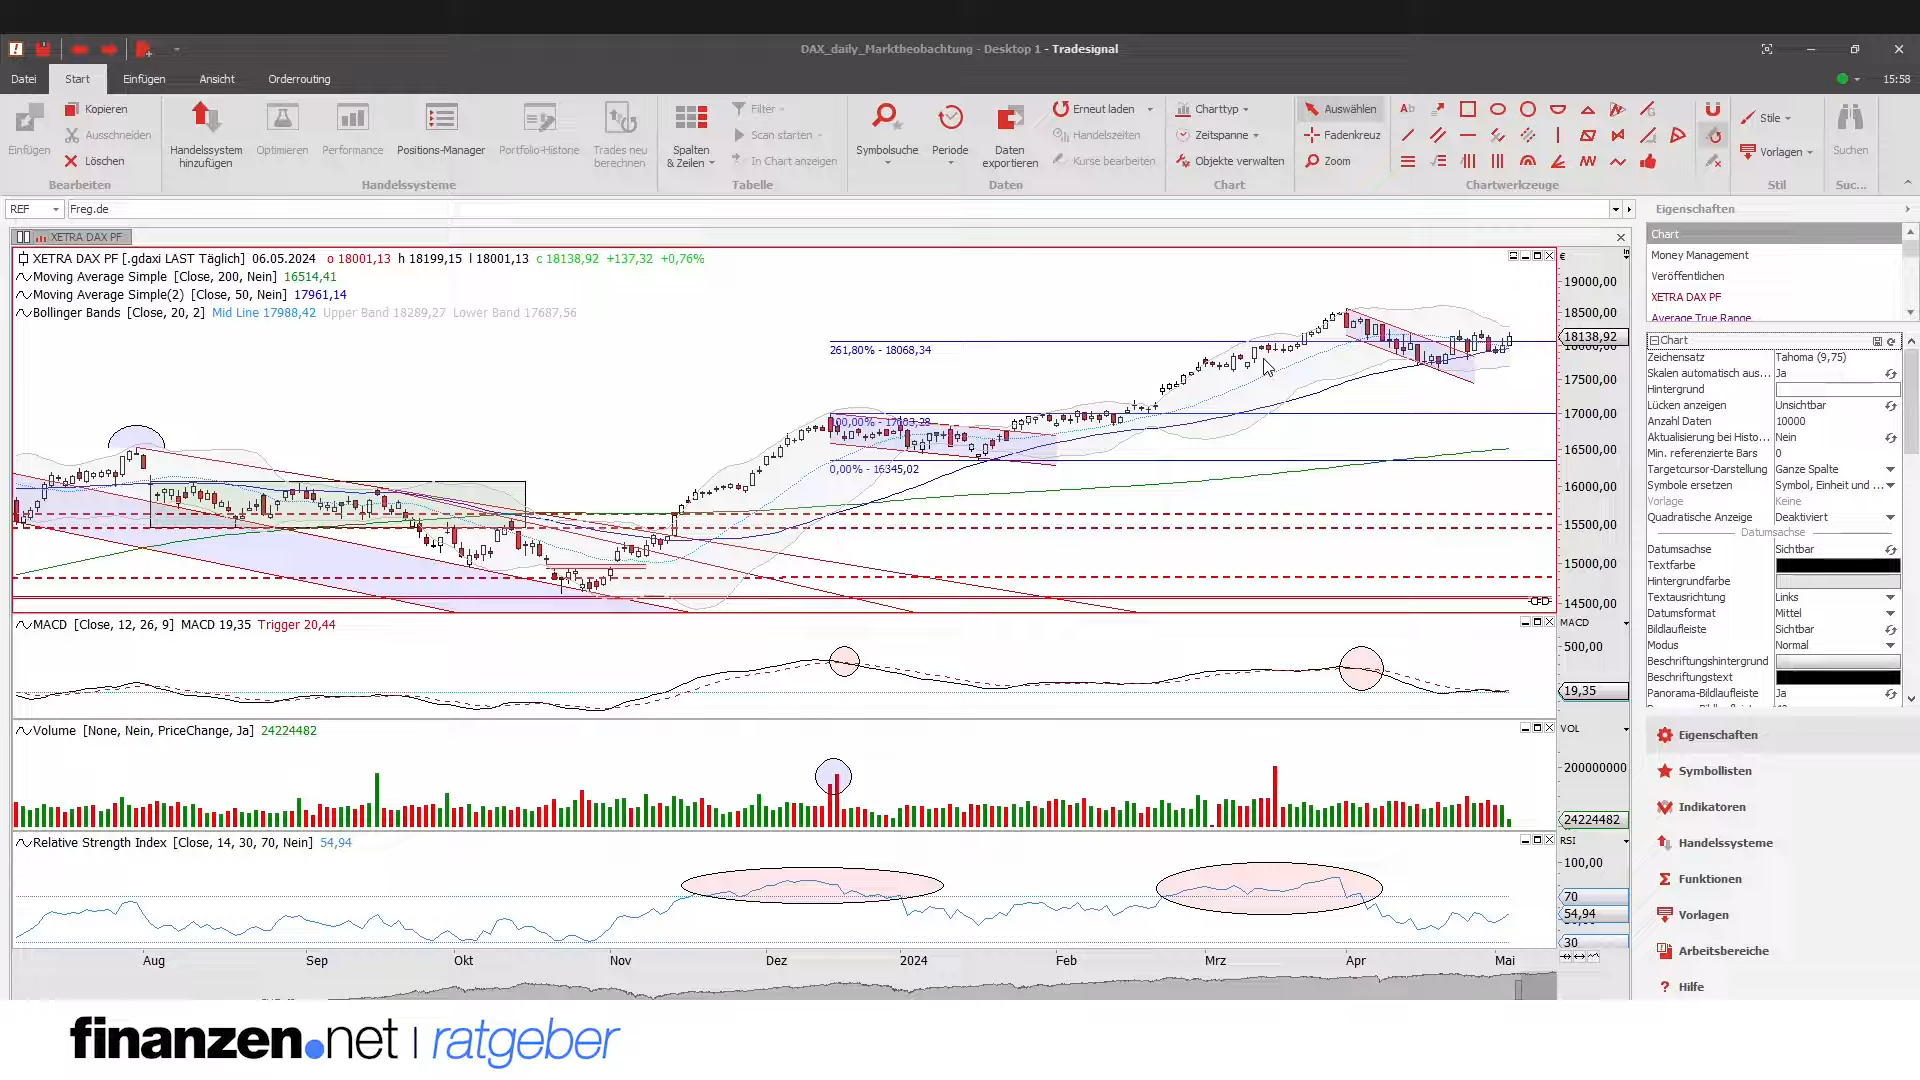 DAX_daily_Marktbeobachtung - Desktop 1 - Tradesignal
Datei
Start
Einfügen
Ansicht
Orderrouting
15:58
Einfügen
Kopieren
Ausschneiden
Löschen
Bearbeiten
Handelssystem
hinzufügen
Optimieren
Performance
Positions-Manager
Portfolio-Historie
Trades neu
berechnen
Handelssysteme
Spalten
& Zeilen
Filter
Scan starten
In Chart anzeigen
Tabelle
Symbolsuche
Periode
Daten
exportieren
Erneut laden
Handelszeiten
Kurse bearbeiten
Daten
Charttyp
Zeitspanne
Objekte verwalten
Chart
Auswählen
Fadenkreuz
Zoom
Chartwerkzeuge
Stile
Vorlagen
Stil
Suchen
Suc...
REF
Freg.de
Eigenschaften
XETRA DAX PF
XETRA DAX PF [.gdaxi LAST Täglich] 06.05.2024 o 18001,13 h 18199,15 l 18001,13 c 18138,92 +137,32 +0,76%
Moving Average Simple [Close, 200, Nein] 16514,41
Moving Average Simple(2) [Close, 50, Nein] 17961,14
Bollinger Bands [Close, 20, 2] Mid Line 17988,42 Upper Band 18289,27 Lower Band 17687,56
261,80% - 18068,34
0,00% - 16345,02
€
19000,00
18500,00
18138,92
17500,00
17000,00
16500,00
16000,00
15500,00
15000,00
14500,00
MACD [Close, 12, 26, 9] MACD 19,35 Trigger 20,44
MACD
500,00
19,35
Volume [None, Nein, PriceChange, Ja] 24224482
VOL
200000000
24224482
Relative Strength Index [Close, 14, 30, 70, Nein] 54,94
RSI
100,00
70
54,94
30
Aug
Sep
Okt
Nov
Dez
2024
Feb
Mrz
Apr
Mai
Chart
Money Management
Veröffentlichen
XETRA DAX PF
Average True Range
Chart
Zeichensatz Tahoma (9,75)
Skalen automatisch aus... Ja
Hintergrund
Lücken anzeigen Unsichtbar
Anzahl Daten 10000
Aktualisierung bei Histo... Nein
Min. referenzierte Bars 0
Targetcursor-Darstellung Ganze Spalte
Symbole ersetzen Symbol, Einheit und ...
Vorlage Keine
Quadratische Anzeige Deaktiviert
Datumsachse
Datumsachse Sichtbar
Textfarbe
Hintergrundfarbe
Textausrichtung Links
Datumsformat Mittel
Bildlaufleiste Sichtbar
Modus Normal
Beschriftungshintergrund
Beschriftungstext
Panorama-Bildlaufleiste Ja
Eigenschaften
Symbollisten
Indikatoren
Handelssysteme
Funktionen
Vorlagen
Arbeitsbereiche
Hilfe
finanzen.net | ratgeber